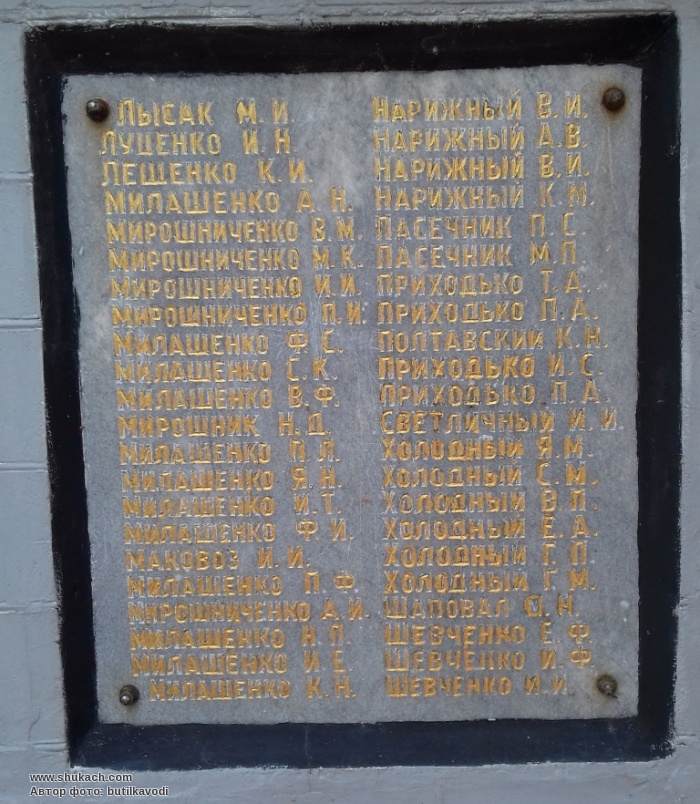 Лысак М. И.
Луценко И. Н.
Лещенко К. И.
Милашенко А. Н.
Мирошниченко В. М.
Мирошниченко М. К.
Мирошниченко И. И.
Мирошниченко П. И.
Милашенко Ф. С.
Милашенко С. К.
Милашенко В. Ф.
Мирошник Н. Д.
Милашенко П. П.
Милашенко Я. Н.
Милашенко И. Т.
Милашенко Ф. И.
Маковоз И. И.
Милашенко П. Ф.
Мирошниченко А. И.
Милашенко Н. П.
Милашенко И. Е.
Милашенко К. Н.
Нарижный В. И.
Нарижный А. В.
Нарижный В. И.
Нарижный К. М.
Пасечник П. С.
Пасечник М. П
Приходько Т. А.
Приходько П. А.
Полтавский К. Н.
Приходько И. С.
Приходько П. А.
Светличный И. И.
Холодный Я. М.
Холодный С. М.
Холодный В. П.
Холодный Е. А.
Холодный Г. П.
Холодный Г. М.
Шаповал Н.
Шевченко Е. Ф.
Шевченко И. Ф.
Шевченко И. И.
www.shukach.com
Автор фото: butilkavodi